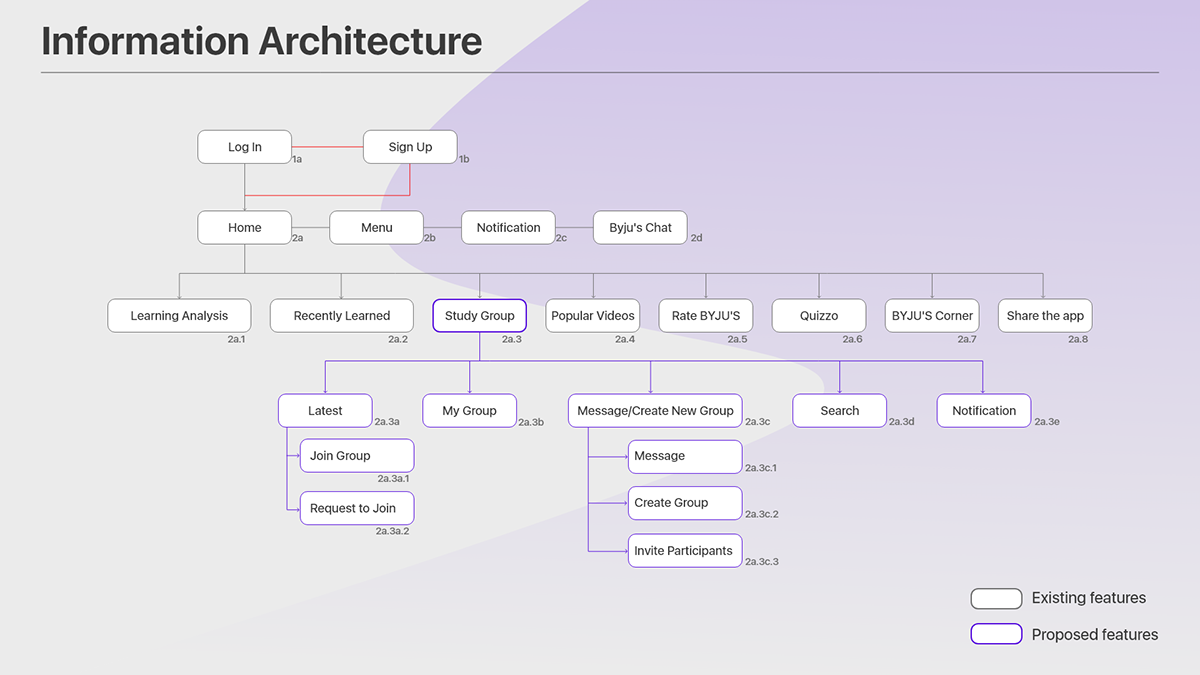 Information Architecture
Log In
1a
Sign Up
1b
Home
2a
Menu
2b
Notification
2c
Byju's Chat
2d
Learning Analysis
2a.1
Recently Learned
2a.2
Study Group
2a.3
Popular Videos
2a.4
Rate BYJU'S
2a.5
Quizzo
2a.6
BYJU'S Corner
2a.7
Share the app
2a.8
Latest
2a.3a
My Group
2a.3b
Message/Create New Group
2a.3c
Search
2a.3d
Notification
2a.3e
Join Group
2a.3a.1
Request to Join
2a.3a.2
Message
2a.3c.1
Create Group
2a.3c.2
Invite Participants
2a.3c.3
Existing features
Proposed features